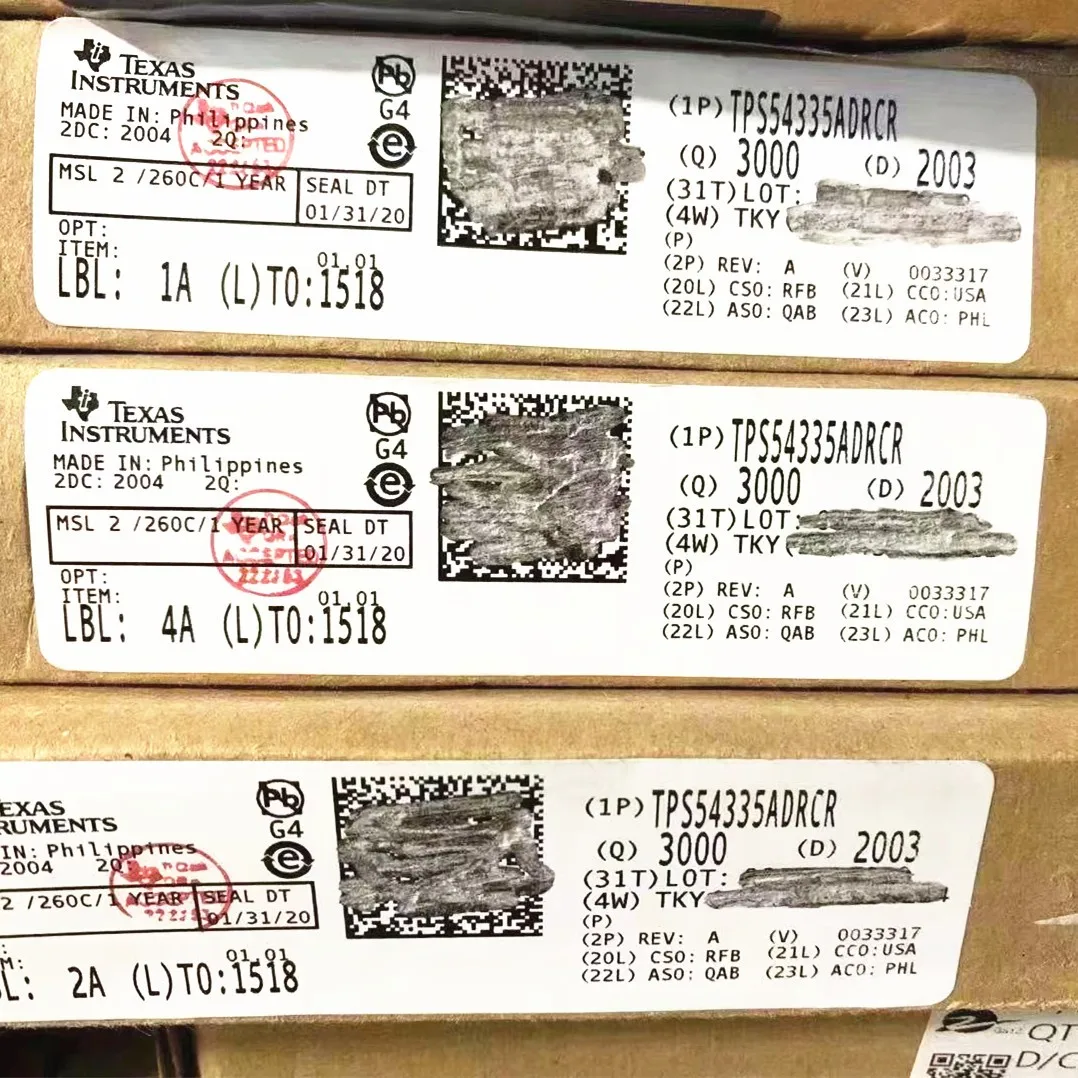 TEXAS
INSTRUMENTS
MADE IN: Philippines
2DC: 2004 2Q:
MSL 2 /260C/1 YEAR
SEAL DT
01/31/20
OPT:
ITEM:
LBL: 1A (L)TO:1518
01.01
Pb
G4
e
ACCEPTED
(1P) TPS54335ADRCR
(Q) 3000 (D) 2003
(31T) LOT:
(4W) TKY
(P)
(2P) REV: A (V) 0033317
(20L) CSO: RFB (21L) CCO:USA
(22L) ASO: QAB (23L) ACO: PHL
TEXAS
INSTRUMENTS
MADE IN: Philippines
2DC: 2004 2Q:
MSL 2 /260C/1 YEAR
SEAL DT
01/31/20
OPT:
ITEM:
LBL: 4A (L)TO:1518
01.01
Pb
G4
e
ACCEPTED
(1P) TPS54335ADRCR
(Q) 3000 (D) 2003
(31T) LOT:
(4W) TKY(
(P)
(2P) REV: A (V) 0033317
(20L) CSO: RFB (21L) CCO:USA
(22L) ASO: QAB (23L) ACO: PHL
EXAS
RUMENTS
IN: Philippines
2004 2Q:
2 /260C/1 YEAR
SEAL DT
01/31/20
M:
L: 2A (L)TO:1518
01.01
Pb
G4
e
(1P) TPS54335ADRCR
(Q) 3000 (D) 2003
(31T) LOT:
(4W) TKY
(P)
(2P) REV: A (V) 0033317
(20L) CSO: RFB (21L) CCO:USA
(22L) ASO: QAB (23L) ACO: PHL
QT
D/C